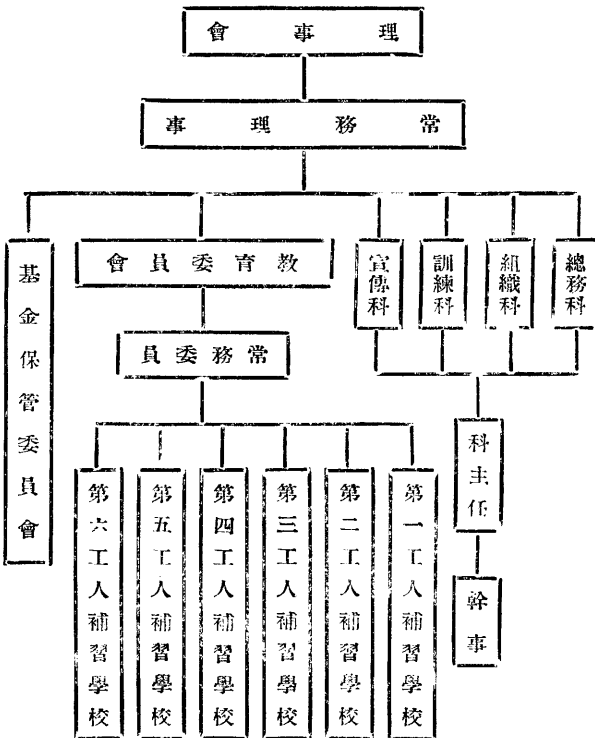 理事會
常務理事
總務科
組織科
訓練科
宣傳科
教育委員會
基金保管委員會
常務委員
科主任
幹事
第一工人補習學校
第二工人補習學校
第三工人補習學校
第四工人補習學校
第五工人補習學校
第六工人補習學校